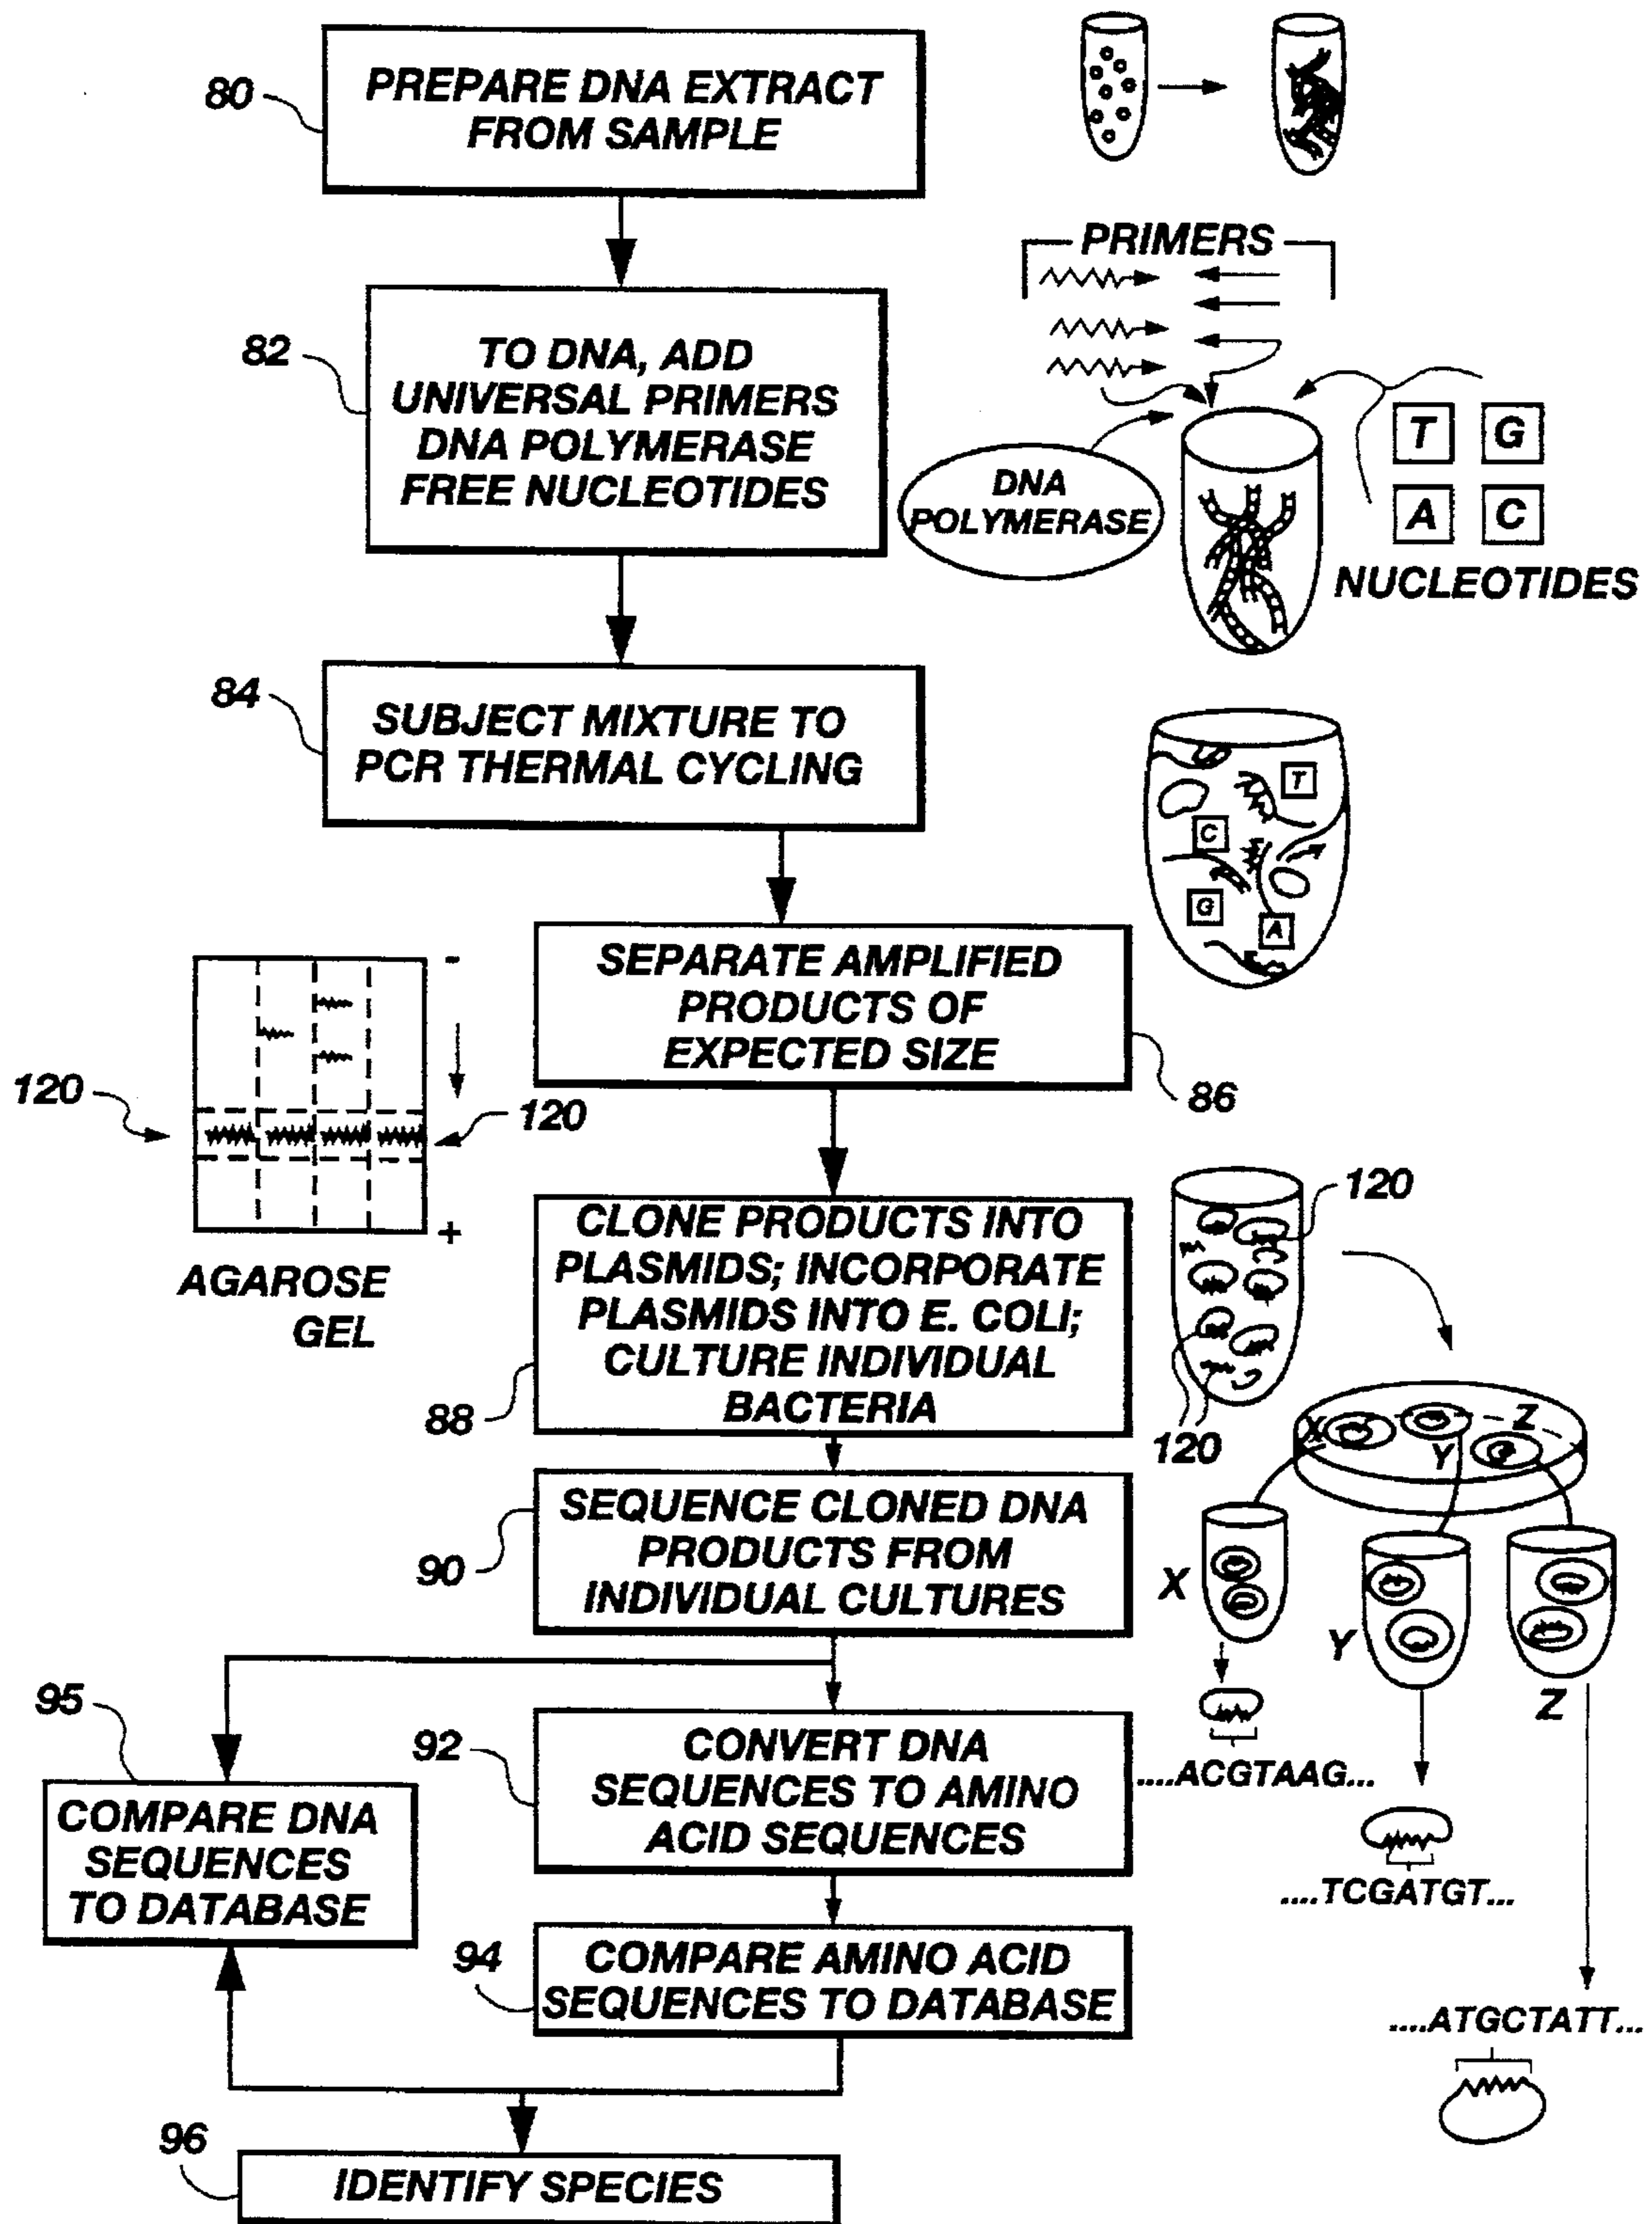 80
PREPARE DNA EXTRACT
FROM SAMPLE
PRIMERS
82
TO DNA, ADD
UNIVERSAL PRIMERS
DNA POLYMERASE
FREE NUCLEOTIDES
DNA
POLYMERASE
T G
A C
NUCLEOTIDES
84
SUBJECT MIXTURE TO
PCR THERMAL CYCLING
T
C
G
A
SEPARATE AMPLIFIED
PRODUCTS OF
EXPECTED SIZE
86
-
120
120
+
AGAROSE
GEL
CLONE PRODUCTS INTO
PLASMIDS; INCORPORATE
PLASMIDS INTO E. COLI;
CULTURE INDIVIDUAL
BACTERIA
88
120
120
X
Y
Z
SEQUENCE CLONED DNA
PRODUCTS FROM
INDIVIDUAL CULTURES
90
X
Y
Z
95
COMPARE DNA
SEQUENCES
TO DATABASE
92
CONVERT DNA
SEQUENCES TO AMINO
ACID SEQUENCES
....ACGTAAG...
....TCGATGT...
94
COMPARE AMINO ACID
SEQUENCES TO DATABASE
....ATGCTATT...
96
IDENTIFY SPECIES